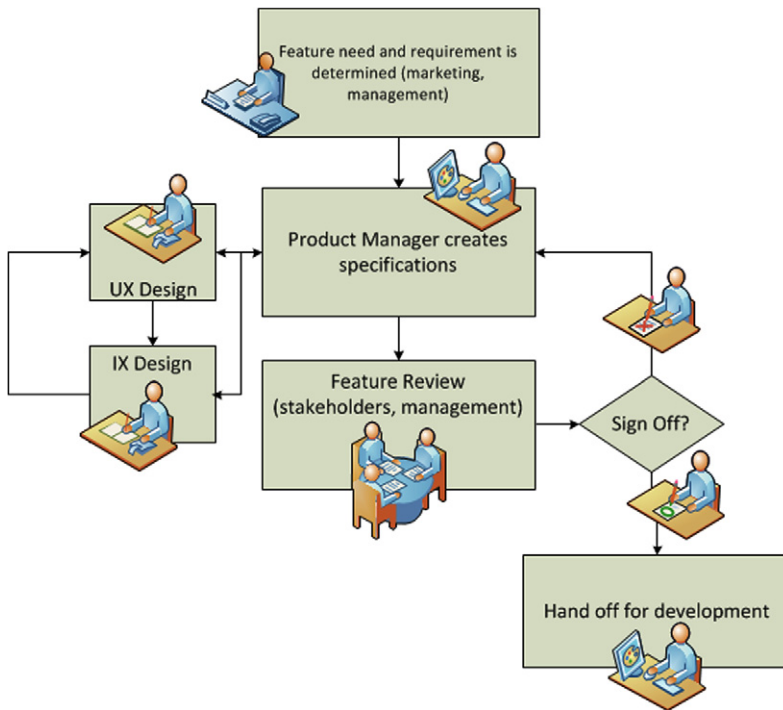 Feature need and requirement is
determined (marketing,
management)
Product Manager creates
specifications
UX Design
IX Design
Feature Review
(stakeholders, management)
Sign Off?
Hand off for development